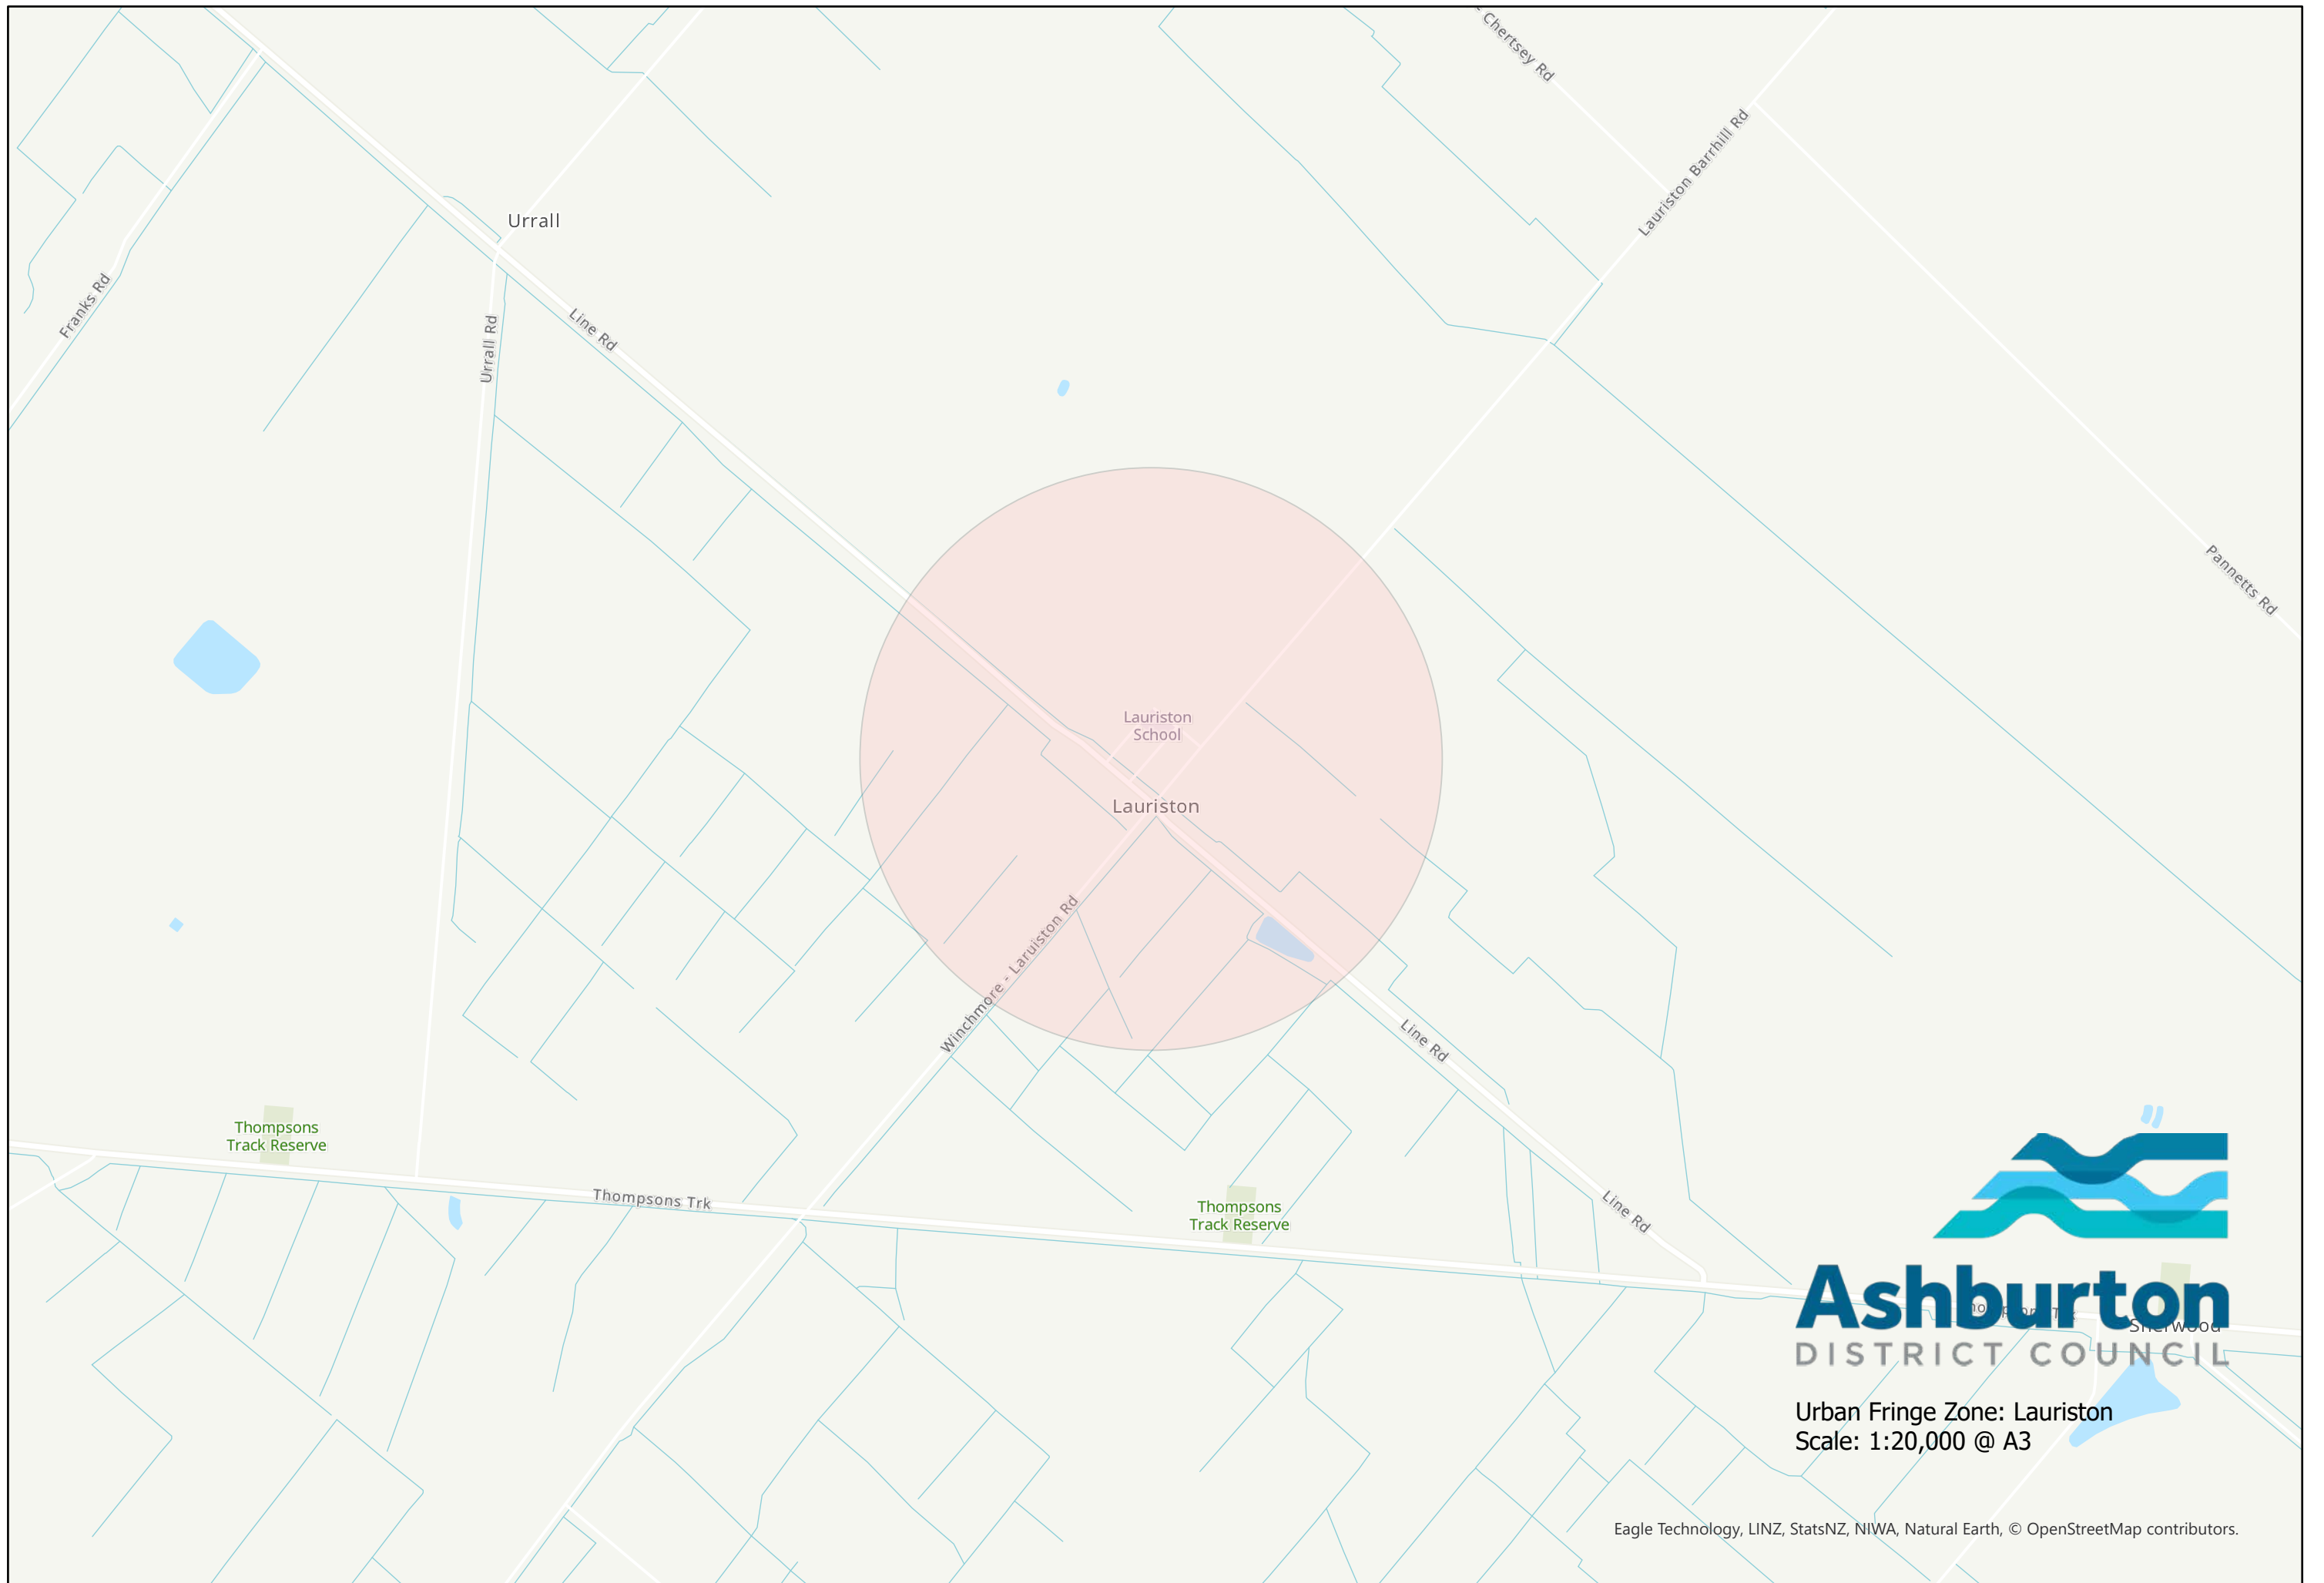 - Chertsey Rd
Lauriston Barrhill Rd
Urrall
Franks Rd
Urrall Rd
Line Rd
Pannetts Rd
Lauriston
School
Lauriston
Winchmore - Laruiston Rd
Line Rd
Thompsons
Track Reserve
Thompsons Trk
Thompsons
Track Reserve
Line Rd
Ashburton
DISTRICT COUNCIL
Sherwood
Urban Fringe Zone: Lauriston
Scale: 1:20,000 @ A3
Eagle Technology, LINZ, StatsNZ, NIWA, Natural Earth, © OpenStreetMap contributors.